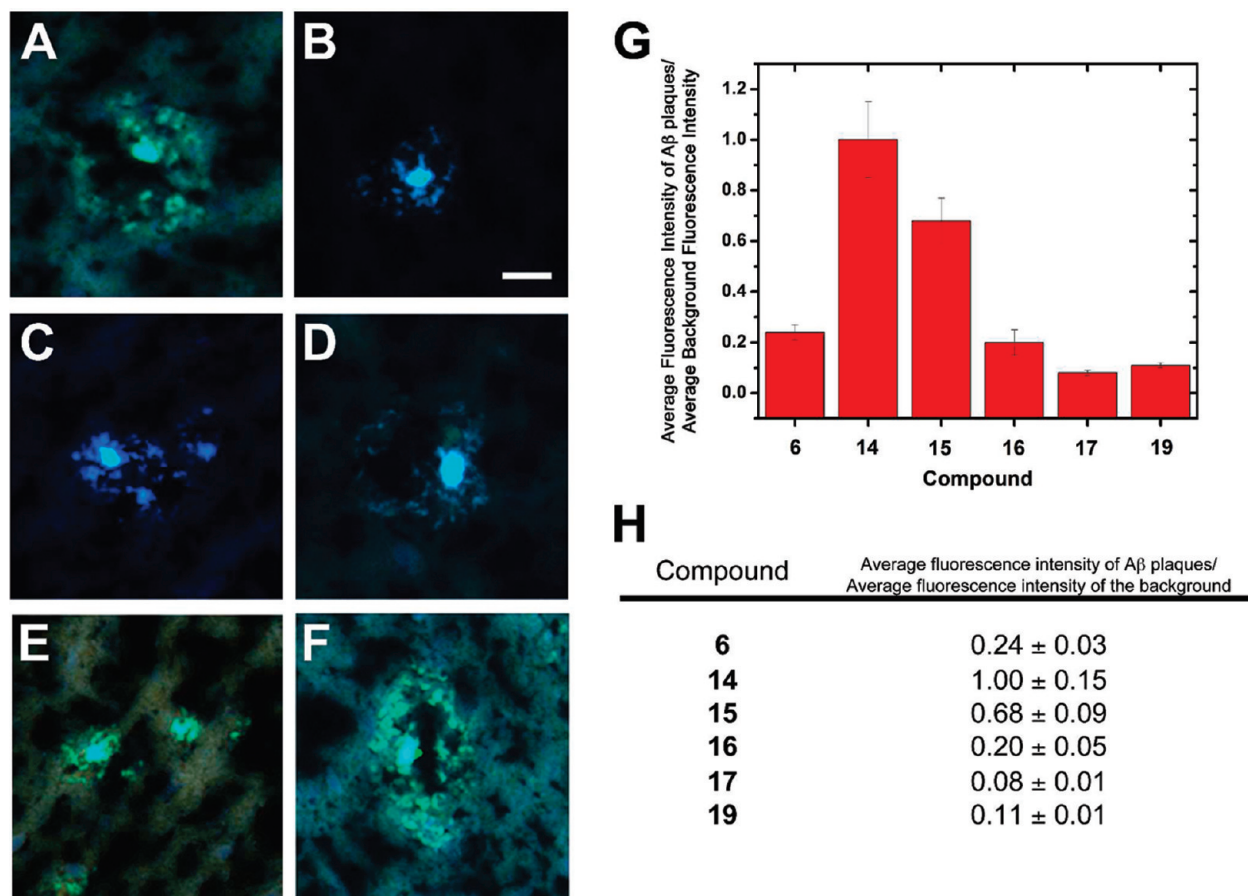 A
B
C
D
E
F
G
Average Fluorescence Intensity of Aβ plaques/
Average Background Fluorescence Intensity
1.2
1.0
0.8
0.6
0.4
0.2
0.0
6 14 15 16 17 19
Compound
H
Compound
Average fluorescence intensity of Aβ plaques/
Average fluorescence intensity of the background
6 0.24 ± 0.03
14 1.00 ± 0.15
15 0.68 ± 0.09
16 0.20 ± 0.05
17 0.08 ± 0.01
19 0.11 ± 0.01